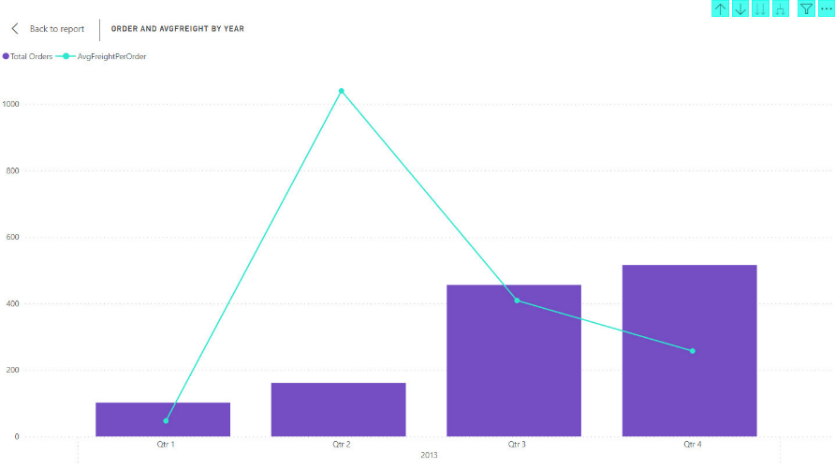 Back to report
ORDER AND AVGFREIGHT BY YEAR
Total Orders
AvgFreightPerOrder
1000
800
600
400
200
0
Qtr 1
Qtr 2
Qtr 3
Qtr 4
2013